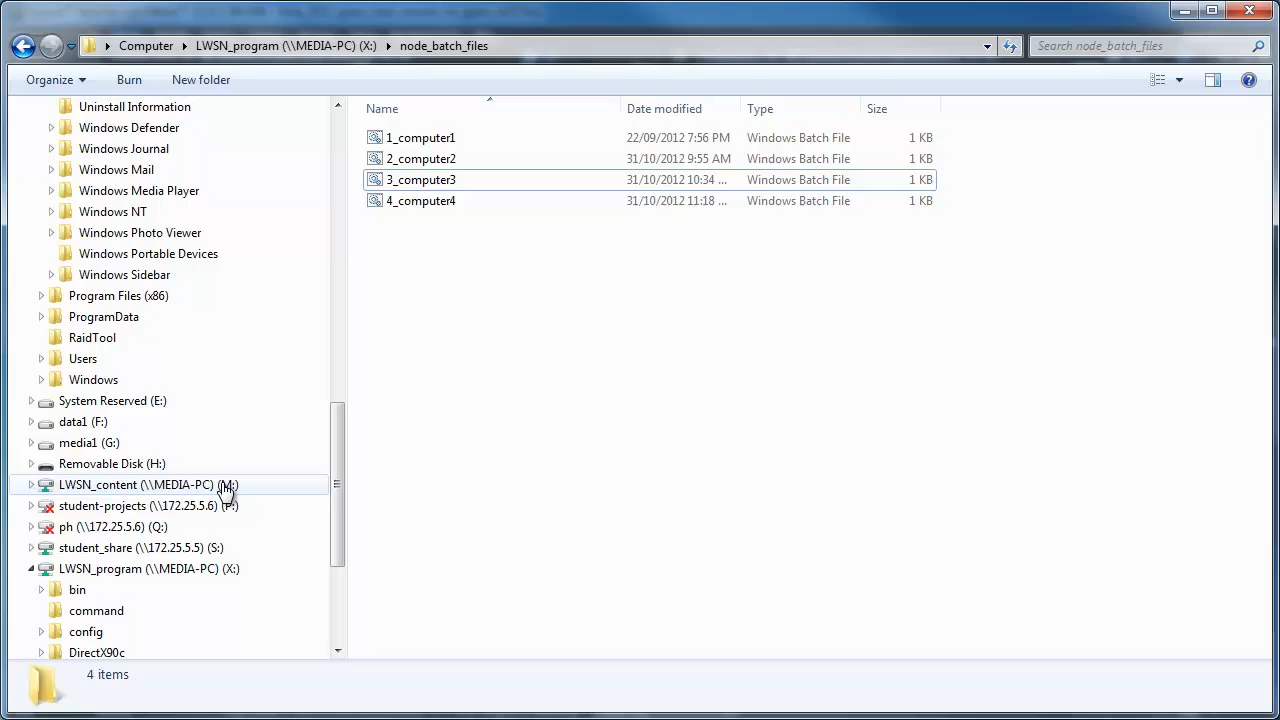 Computer LWSN_program (\\MEDIA-PC) (X:) node_batch_files
Search node_batch_files
Organize Burn New folder
Name Date modified Type Size
1_computer1 22/09/2012 7:56 PM Windows Batch File 1 KB
2_computer2 31/10/2012 9:55 AM Windows Batch File 1 KB
3_computer3 31/10/2012 10:34 ... Windows Batch File 1 KB
4_computer4 31/10/2012 11:18 ... Windows Batch File 1 KB
Uninstall Information
Windows Defender
Windows Journal
Windows Mail
Windows Media Player
Windows NT
Windows Photo Viewer
Windows Portable Devices
Windows Sidebar
Program Files (x86)
ProgramData
RaidTool
Users
Windows
System Reserved (E:)
data1 (F:)
media1 (G:)
Removable Disk (H:)
LWSN_content (\\MEDIA-PC) (M:)
student-projects (\\172.25.5.6) (P:)
ph (\\172.25.5.6) (Q:)
student_share (\\172.25.5.5) (S:)
LWSN_program (\\MEDIA-PC) (X:)
bin
command
config
DirectX90c
4 items